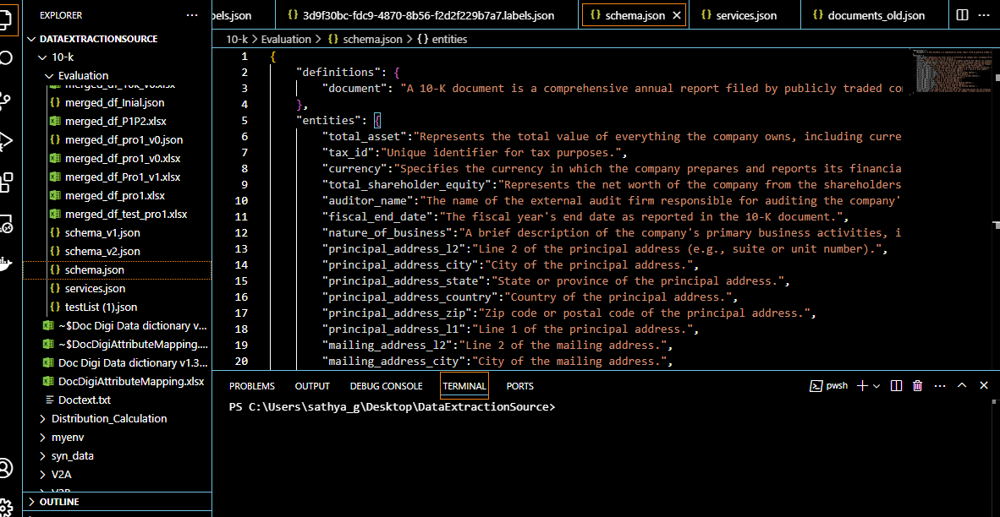 EXPLORER
DATAEXTRACTIONSOURCE
10-k
Evaluation
merged_df_Inial.json
merged_df_P1P2.xlsx
merged_df_pro1_v0.json
merged_df_pro1_v0.xlsx
merged_df_Pro1_v1.xlsx
merged_df_pro1.xlsx
merged_df_test_pro1.xlsx
schema_v1.json
schema_v2.json
schema.json
services.json
testList (1).json
~$Doc Digi Data dictionary v...
~$DocDigiAttributeMapping....
Doc Digi Data dictionary v1.3...
DocDigiAttributeMapping.xlsx
Doctext.txt
Distribution_Calculation
myenv
syn_data
V2A
OUTLINE
bels.json
3d9f30bc-fdc9-4870-8b56-f2d2f229b7a7.labels.json
schema.json
services.json
documents_old.json
10-k > Evaluation > {} schema.json > {} entities
1 {
2 "definitions": {
3 "document": "A 10-K document is a comprehensive annual report filed by publicly traded co
4 },
5 "entities": {
6 "total_asset":"Represents the total value of everything the company owns, including curre
7 "tax_id":"Unique identifier for tax purposes.",
8 "currency":"Specifies the currency in which the company prepares and reports its financia
9 "total_shareholder_equity":"Represents the net worth of the company from the shareholders
10 "auditor_name":"The name of the external audit firm responsible for auditing the company'
11 "fiscal_end_date":"The fiscal year's end date as reported in the 10-K document.",
12 "nature_of_business":"A brief description of the company's primary business activities, i
13 "principal_address_l2":"Line 2 of the principal address (e.g., suite or unit number).",
14 "principal_address_city":"City of the principal address.",
15 "principal_address_state":"State or province of the principal address.",
16 "principal_address_country":"Country of the principal address.",
17 "principal_address_zip":"Zip code or postal code of the principal address.",
18 "principal_address_l1":"Line 1 of the principal address.",
19 "mailing_address_l2":"Line 2 of the mailing address.",
20 "mailing_address_city":"City of the mailing address.",
PROBLEMS OUTPUT DEBUG CONSOLE TERMINAL PORTS
pwsh
PS C:\Users\sathya_g\Desktop\DataExtractionSource>